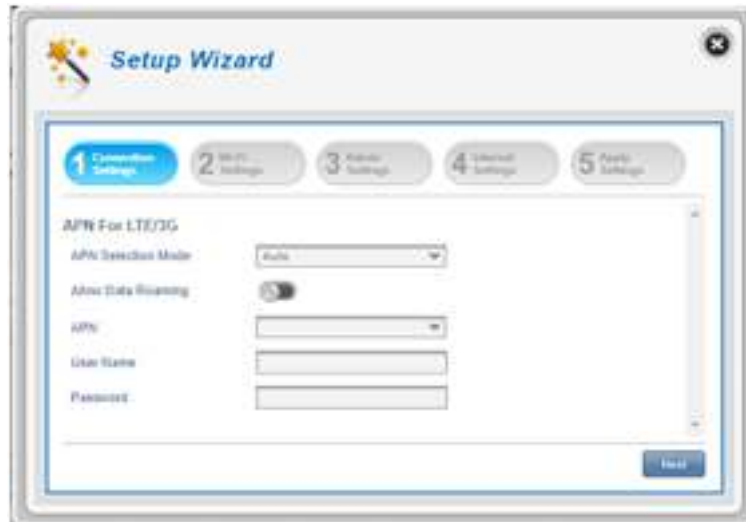 Setup Wizard
1 Connection Settings
2 Wi-Fi Settings
3 Settings
4 Internet Settings
5 Apply Settings
APN For LTE/3G
APN Selection Mode
Auto
Allow Data Roaming
APN
User Name
Password
Next